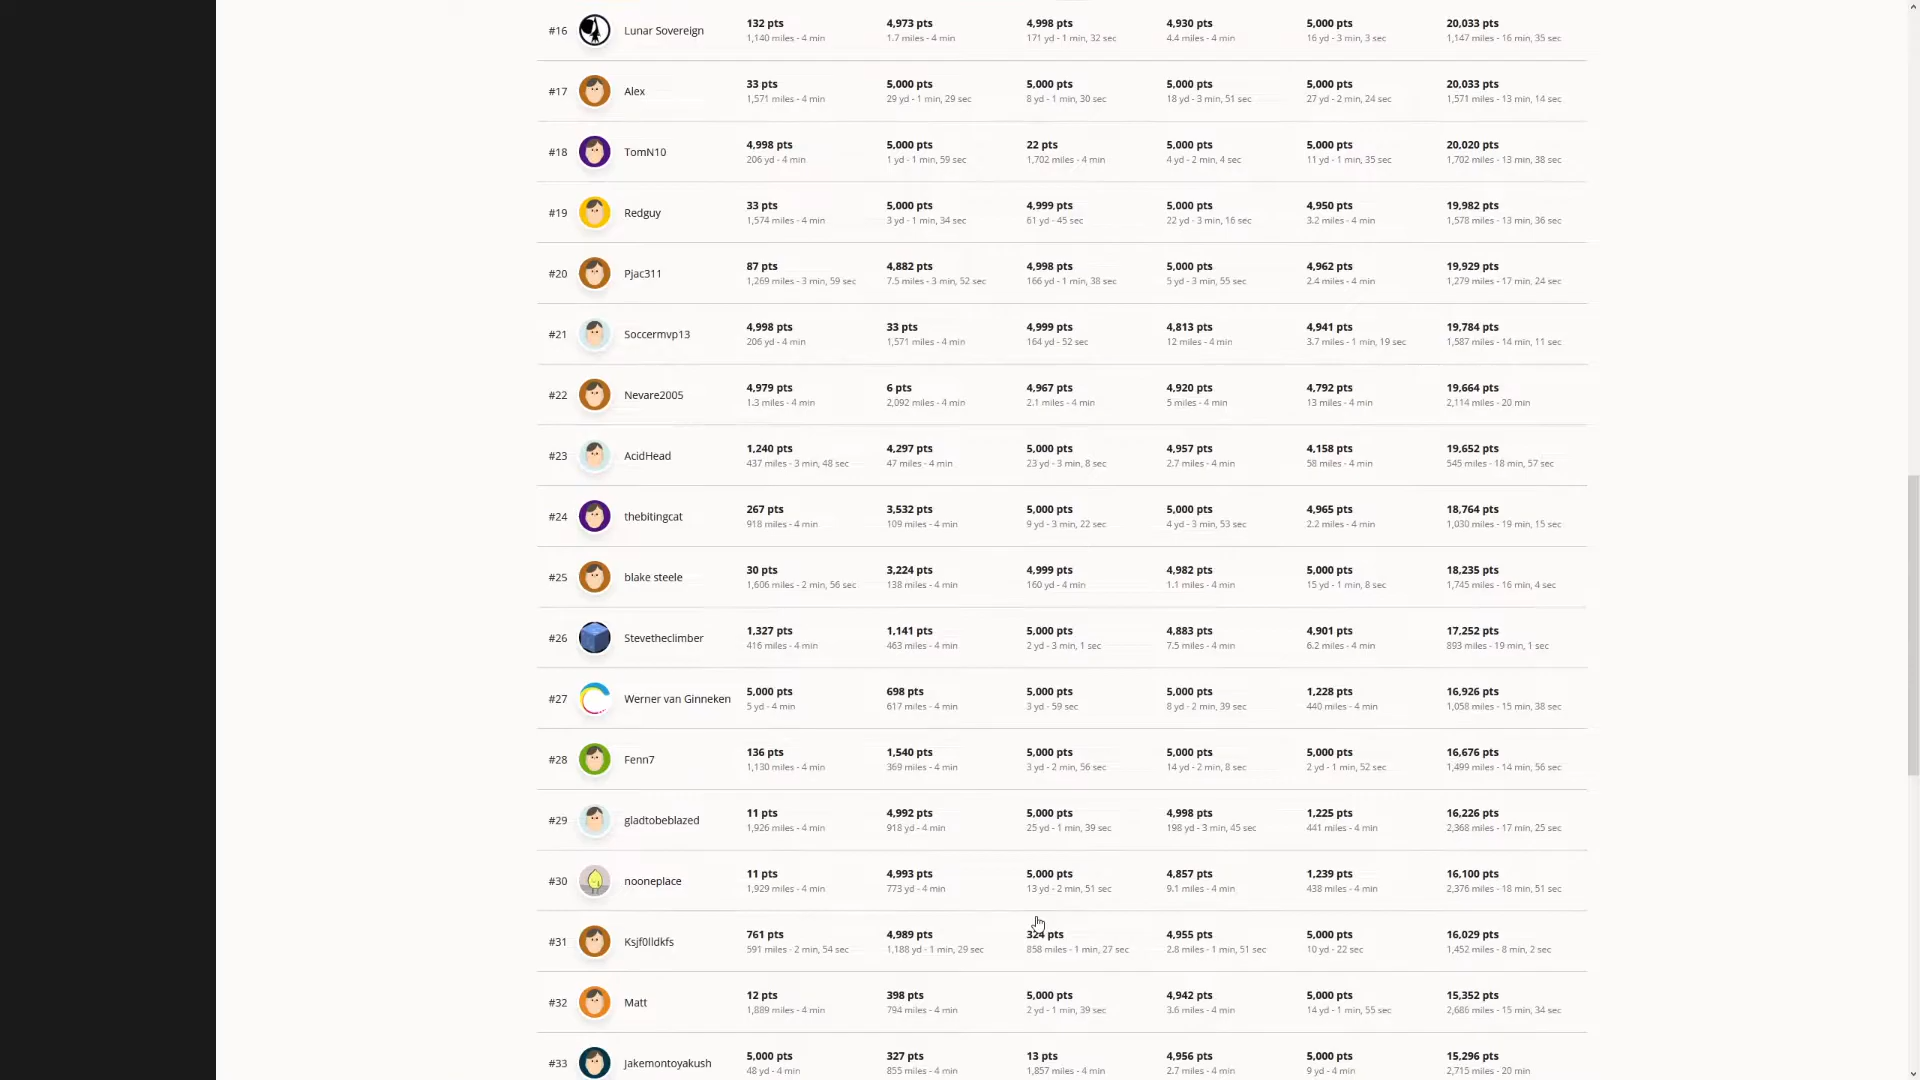 #16 Lunar Sovereign 132 pts 4,973 pts 4,998 pts 4,930 pts 5,000 pts 20,033 pts
1,140 miles - 4 min 1.7 miles - 4 min 171 yd - 1 min, 32 sec 4.4 miles - 4 min 16 yd - 3 min, 3 sec 1,147 miles - 16 min, 35 sec
#17 Alex 33 pts 5,000 pts 5,000 pts 5,000 pts 5,000 pts 20,033 pts
1,571 miles - 4 min 29 yd - 1 min, 29 sec 8 yd - 1 min, 30 sec 18 yd - 3 min, 51 sec 27 yd - 2 min, 24 sec 1,571 miles - 13 min, 14 sec
#18 TomN10 4,998 pts 5,000 pts 22 pts 5,000 pts 5,000 pts 20,020 pts
206 yd - 4 min 1 yd - 1 min, 59 sec 1,702 miles - 4 min 4 yd - 2 min, 4 sec 11 yd - 1 min, 35 sec 1,702 miles - 13 min, 38 sec
#19 Redguy 33 pts 5,000 pts 4,999 pts 5,000 pts 4,950 pts 19,982 pts
1,574 miles - 4 min 3 yd - 1 min, 34 sec 61 yd - 45 sec 22 yd - 3 min, 16 sec 3.2 miles - 4 min 1,578 miles - 13 min, 36 sec
#20 Pjac311 87 pts 4,882 pts 4,998 pts 5,000 pts 4,962 pts 19,929 pts
1,269 miles - 3 min, 59 sec 7.5 miles - 3 min, 52 sec 166 yd - 1 min, 38 sec 5 yd - 3 min, 55 sec 2.4 miles - 4 min 1,279 miles - 17 min, 24 sec
#21 Soccermvp13 4,998 pts 33 pts 4,999 pts 4,813 pts 4,941 pts 19,784 pts
206 yd - 4 min 1,571 miles - 4 min 164 yd - 52 sec 12 miles - 4 min 3.7 miles - 1 min, 19 sec 1,587 miles - 14 min, 11 sec
#22 Nevare2005 4,979 pts 6 pts 4,967 pts 4,920 pts 4,792 pts 19,664 pts
1.3 miles - 4 min 2,092 miles - 4 min 2.1 miles - 4 min 5 miles - 4 min 13 miles - 4 min 2,114 miles - 20 min
#23 AcidHead 1,240 pts 4,297 pts 5,000 pts 4,957 pts 4,158 pts 19,652 pts
437 miles - 3 min, 48 sec 47 miles - 4 min 23 yd - 3 min, 8 sec 2.7 miles - 4 min 58 miles - 4 min 545 miles - 18 min, 57 sec
#24 thebitingcat 267 pts 3,532 pts 5,000 pts 5,000 pts 4,965 pts 18,764 pts
918 miles - 4 min 109 miles - 4 min 9 yd - 3 min, 22 sec 4 yd - 3 min, 53 sec 2.2 miles - 4 min 1,030 miles - 19 min, 15 sec
#25 blake steele 30 pts 3,224 pts 4,999 pts 4,982 pts 5,000 pts 18,235 pts
1,606 miles - 2 min, 56 sec 138 miles - 4 min 160 yd - 4 min 1.1 miles - 4 min 15 yd - 1 min, 8 sec 1,745 miles - 16 min, 4 sec
#26 Stevetheclimber 1,327 pts 1,141 pts 5,000 pts 4,883 pts 4,901 pts 17,252 pts
416 miles - 4 min 463 miles - 4 min 2 yd - 3 min, 1 sec 7.5 miles - 4 min 6.2 miles - 4 min 893 miles - 19 min, 1 sec
#27 Werner van Ginneken 5,000 pts 698 pts 5,000 pts 5,000 pts 1,228 pts 16,926 pts
5 yd - 4 min 617 miles - 4 min 3 yd - 59 sec 8 yd - 2 min, 39 sec 440 miles - 4 min 1,058 miles - 15 min, 38 sec
#28 Fenn7 136 pts 1,540 pts 5,000 pts 5,000 pts 5,000 pts 16,676 pts
1,130 miles - 4 min 369 miles - 4 min 3 yd - 2 min, 56 sec 14 yd - 2 min, 8 sec 2 yd - 1 min, 52 sec 1,499 miles - 14 min, 56 sec
#29 gladtobeblazed 11 pts 4,992 pts 5,000 pts 4,998 pts 1,225 pts 16,226 pts
1,926 miles - 4 min 918 yd - 4 min 25 yd - 1 min, 39 sec 198 yd - 3 min, 45 sec 441 miles - 4 min 2,368 miles - 17 min, 25 sec
#30 nooneplace 11 pts 4,993 pts 5,000 pts 4,857 pts 1,239 pts 16,100 pts
1,929 miles - 4 min 773 yd - 4 min 13 yd - 2 min, 51 sec 9.1 miles - 4 min 438 miles - 4 min 2,376 miles - 18 min, 51 sec
#31 Ksjf0lldkfs 761 pts 4,989 pts 324 pts 4,955 pts 5,000 pts 16,029 pts
591 miles - 2 min, 54 sec 1,188 yd - 1 min, 29 sec 858 miles - 1 min, 27 sec 2.8 miles - 1 min, 51 sec 10 yd - 22 sec 1,452 miles - 8 min, 2 sec
#32 Matt 12 pts 398 pts 5,000 pts 4,942 pts 5,000 pts 15,352 pts
1,889 miles - 4 min 794 miles - 4 min 2 yd - 1 min, 39 sec 3.6 miles - 4 min 14 yd - 1 min, 55 sec 2,686 miles - 15 min, 34 sec
#33 Jakemontoyakush 5,000 pts 327 pts 13 pts 4,956 pts 5,000 pts 15,296 pts
48 yd - 4 min 855 miles - 4 min 1,857 miles - 4 min 2.7 miles - 4 min 9 yd - 4 min 2,715 miles - 20 min